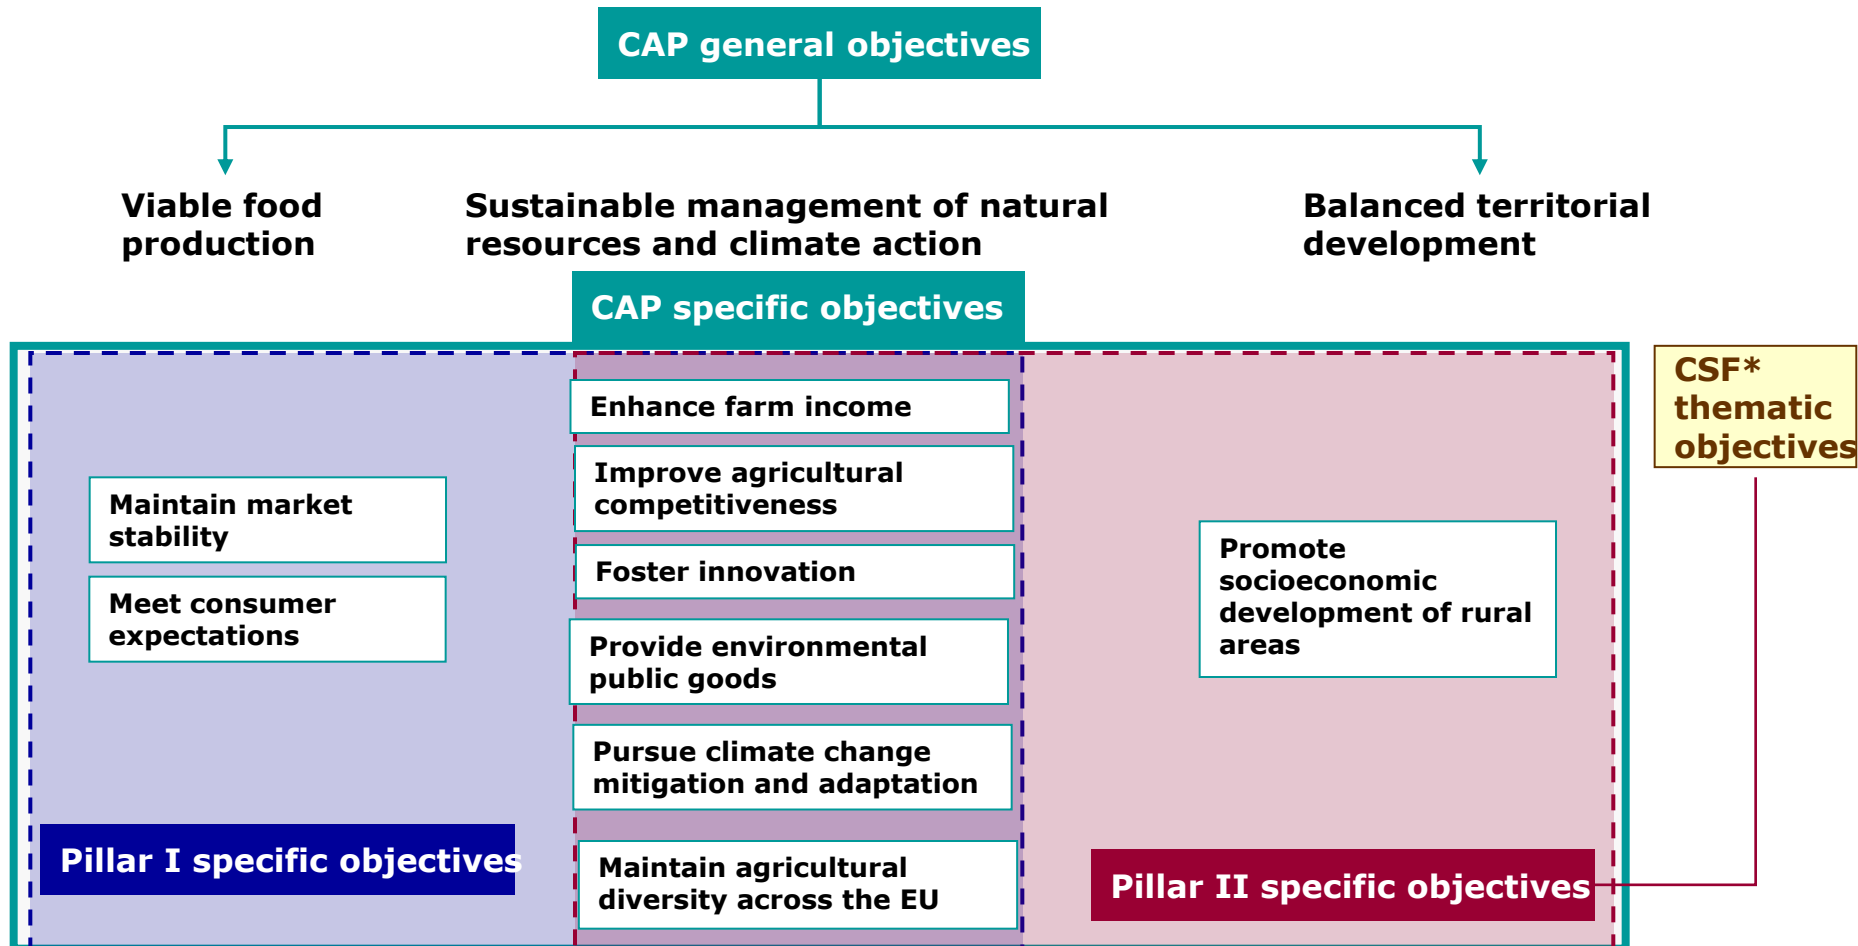 CAP general objectives
Viable food
production
Sustainable management of natural
resources and climate action
Balanced territorial
development
CAP specific objectives
CSF*
thematic
objectives
Maintain market
stability
Meet consumer
expectations
Enhance farm income
Improve agricultural
competitiveness
Foster innovation
Provide environmental
public goods
Pursue climate change
mitigation and adaptation
Maintain agricultural
diversity across the EU
Promote
socioeconomic
development of rural
areas
Pillar I specific objectives
Pillar II specific objectives